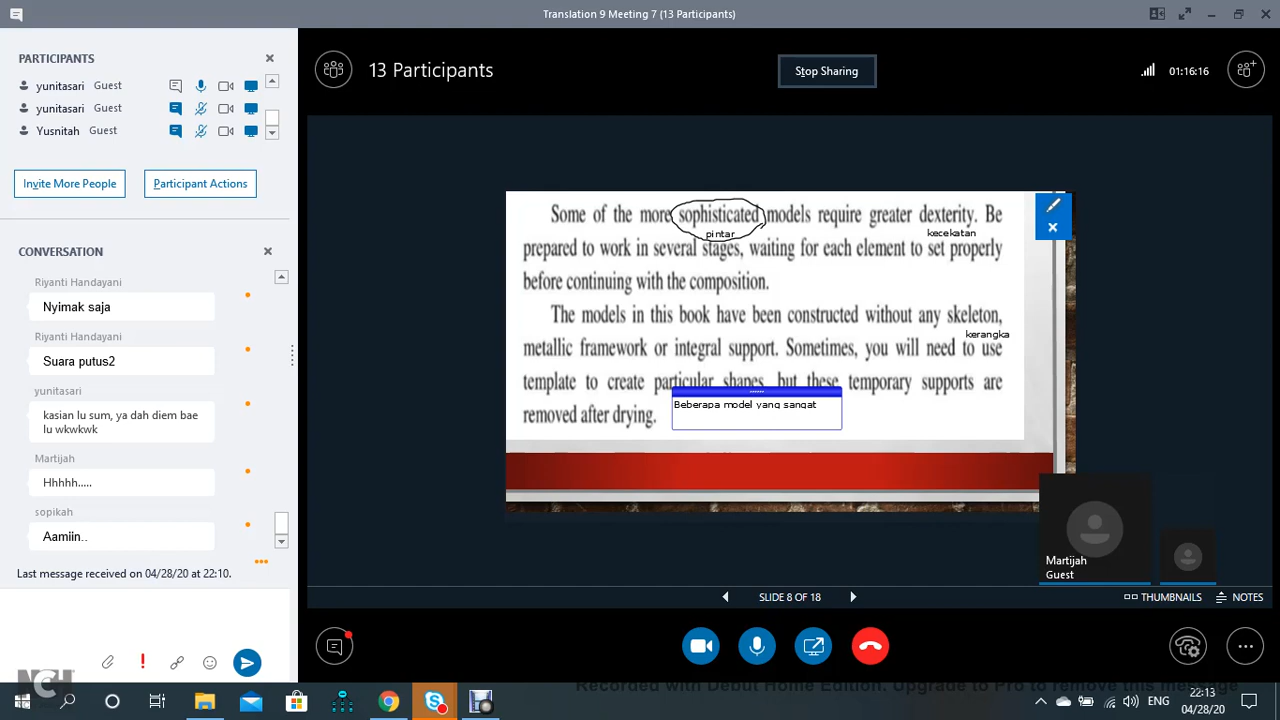 Translation 9 Meeting 7 (13 Participants)
PARTICIPANTS
yunitasari Guest
yunitasari Guest
Yusnitah Guest
Invite More People
Participant Actions
CONVERSATION
Riyanti Handayani
Nyimak saja
Riyanti Handayani
Suara putus2
yunitasari
kasian lu sum, ya dah diem bae
lu wkwkwk
Martijah
Hhhhh.....
sopikah
Aamiin..
Last message received on 04/28/20 at 22:10.
13 Participants
Stop Sharing
01:16:16
Some of the more sophisticated models require greater dexterity. Be
pintar
kecekatan
prepared to work in several stages, waiting for each element to set properly
before continuing with the composition.
The models in this book have been constructed without any skeleton,
kerangka
metallic framework or integral support. Sometimes, you will need to use
template to create particular shapes, but these temporary supports are
Beberapa model yang sangat
removed after drying.
Martijah
Guest
SLIDE 8 OF 18
THUMBNAILS
NOTES
NCH
Recorded with Debut Home Edition. Upgrade to Pro to remove this message
ENG
22:13
04/28/20